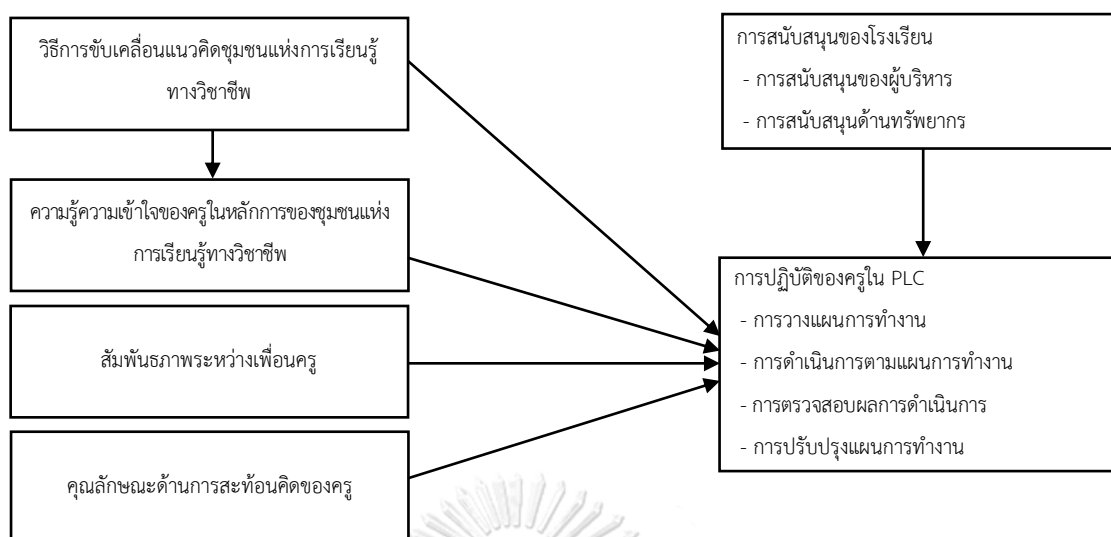 วิธีการขับเคลื่อนแนวคิดชุมชนแห่งการเรียนรู้
ทางวิชาชีพ
ความรู้ความเข้าใจของครูในหลักการของชุมชนแห่ง
การเรียนรู้ทางวิชาชีพ
สัมพันธภาพระหว่างเพื่อนครู
คุณลักษณะด้านการสะท้อนคิดของครู
การสนับสนุนของโรงเรียน
- การสนับสนุนของผู้บริหาร
- การสนับสนุนด้านทรัพยากร
การปฏิบัติของครูใน PLC
- การวางแผนการทำงาน
- การดำเนินการตามแผนการทำงาน
- การตรวจสอบผลการดำเนินการ
- การปรับปรุงแผนการทำงาน